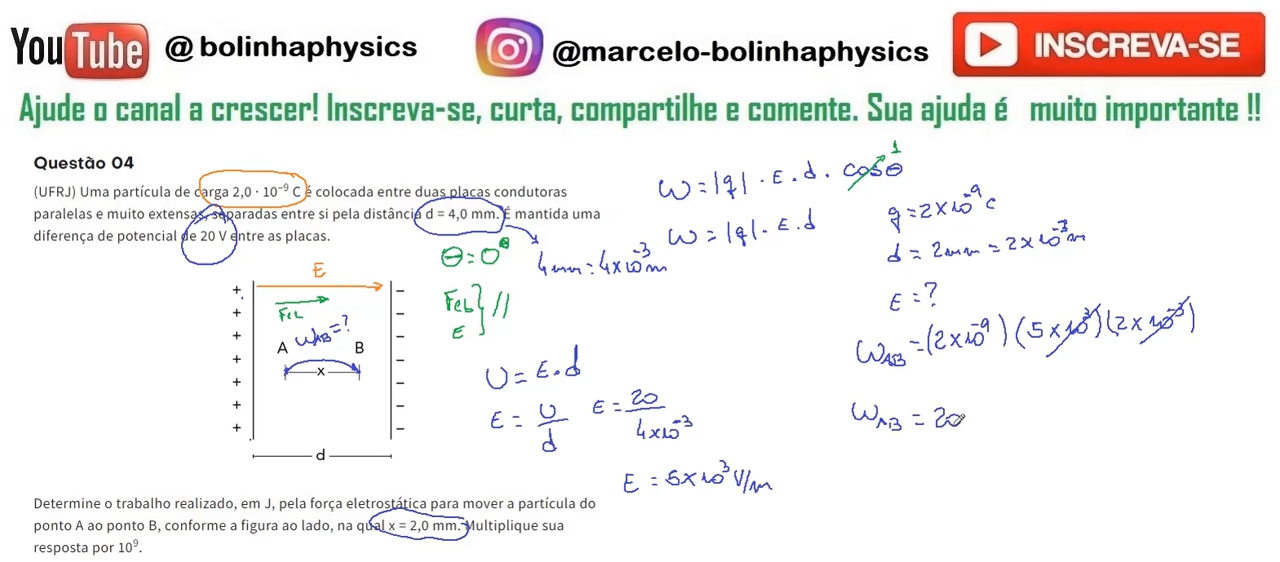 YouTube @bolinhaphysics @marcelo-bolinhaphysics INSCREVA-SE
Ajude o canal a crescer! Inscreva-se, curta, compartilhe e comente. Sua ajuda é muito importante !!
Questão 04
(UFRJ) Uma partícula de carga 2,0 · 10⁻⁹ C é colocada entre duas placas condutoras
paralelas e muito extensas, separadas entre si pela distância d = 4,0 mm. É mantida uma
diferença de potencial de 20 V entre as placas.
E
Fel
WAB=?
A B
x
d
+ + + + + + +
- - - - - - -
θ = 0°
4mm = 4x10⁻³m
Fel } //
E
U = E.d
E = U/d E = 20/4x10⁻³
E = 5x10³ V/m
W = |q| . E . d . cosθ 1
W = |q| . E . d
q = 2x10⁻⁹ C
d = 2mm = 2x10⁻³m
E = ?
WAB = (2x10⁻⁹) (5x10³) (2x10⁻³)
WAB = 20
Determine o trabalho realizado, em J, pela força eletrostática para mover a partícula do
ponto A ao ponto B, conforme a figura ao lado, na qual x = 2,0 mm. Multiplique sua
resposta por 10⁹.